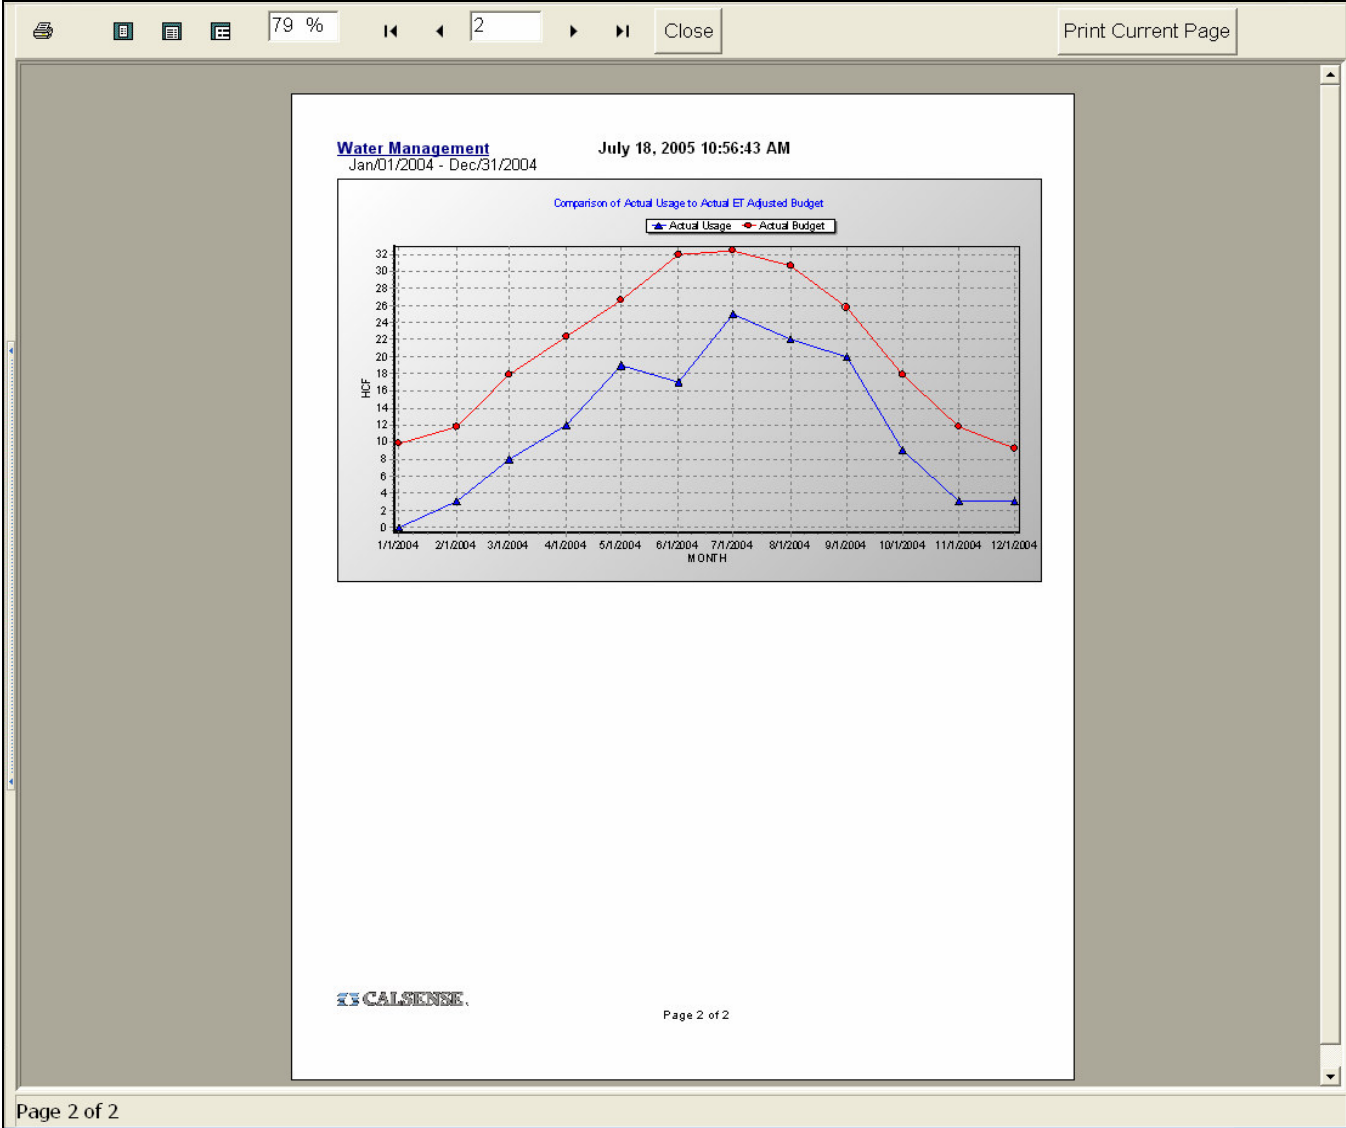 79 %
2
Close
Print Current Page
Water Management
July 18, 2005 10:56:43 AM
Jan/01/2004 - Dec/31/2004
Comparison of Actual Usage to Actual ET Adjusted Budget
Actual Usage
Actual Budget
32
30
28
26
24
22
20
18
16
14
12
10
8
6
4
2
0
HCF
1/1/2004 2/1/2004 3/1/2004 4/1/2004 5/1/2004 6/1/2004 7/1/2004 8/1/2004 9/1/2004 10/1/2004 11/1/2004 12/1/2004
MONTH
CALSENSE
Page 2 of 2
Page 2 of 2